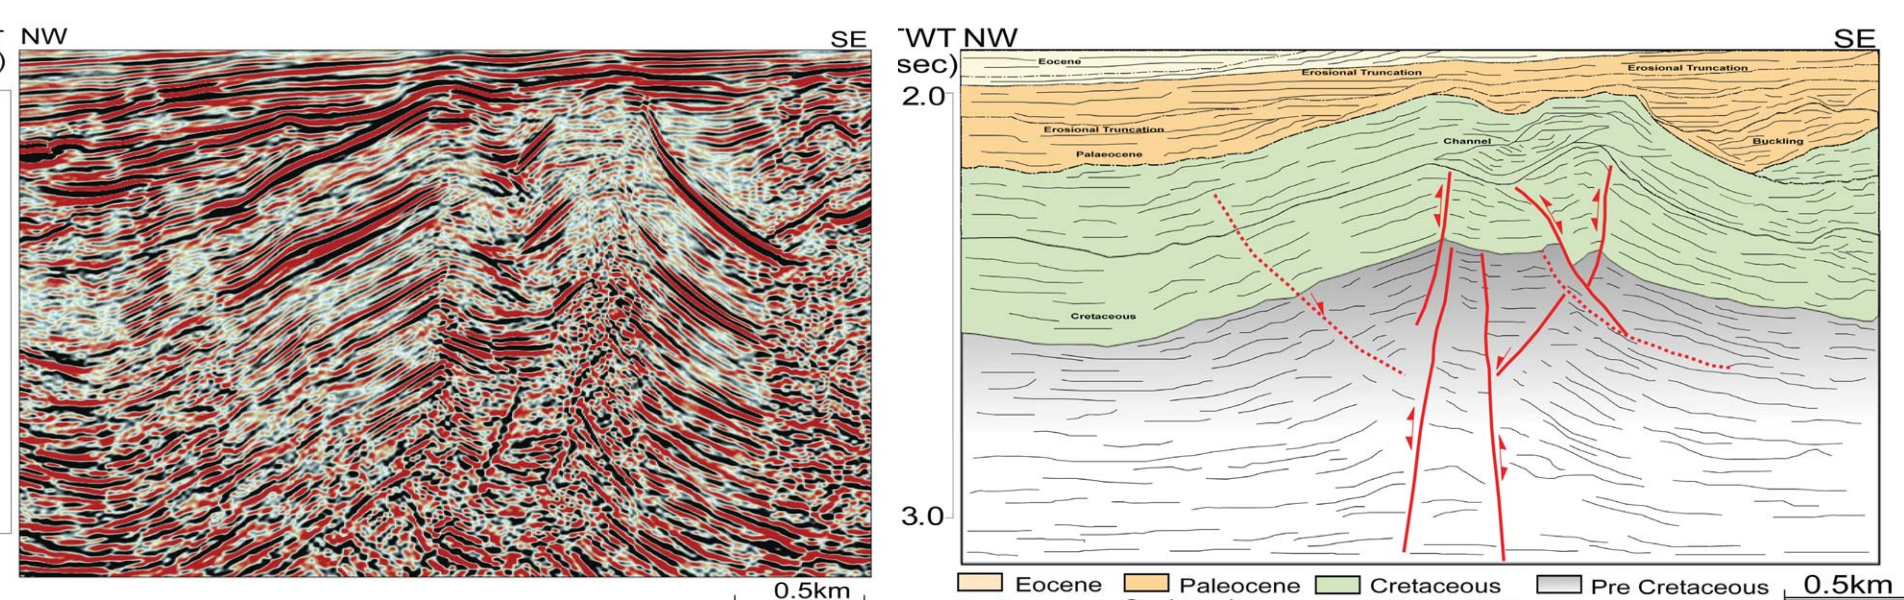 NW
SE
0.5km
TWT NW
SE
sec)
Eocene
Erosional Truncation
Erosional Truncation
2.0
Erosional Truncation
Channel
Buckling
Palaeocene
Cretaceous
3.0
Eocene
Paleocene
Cretaceous
Pre Cretaceous
0.5km